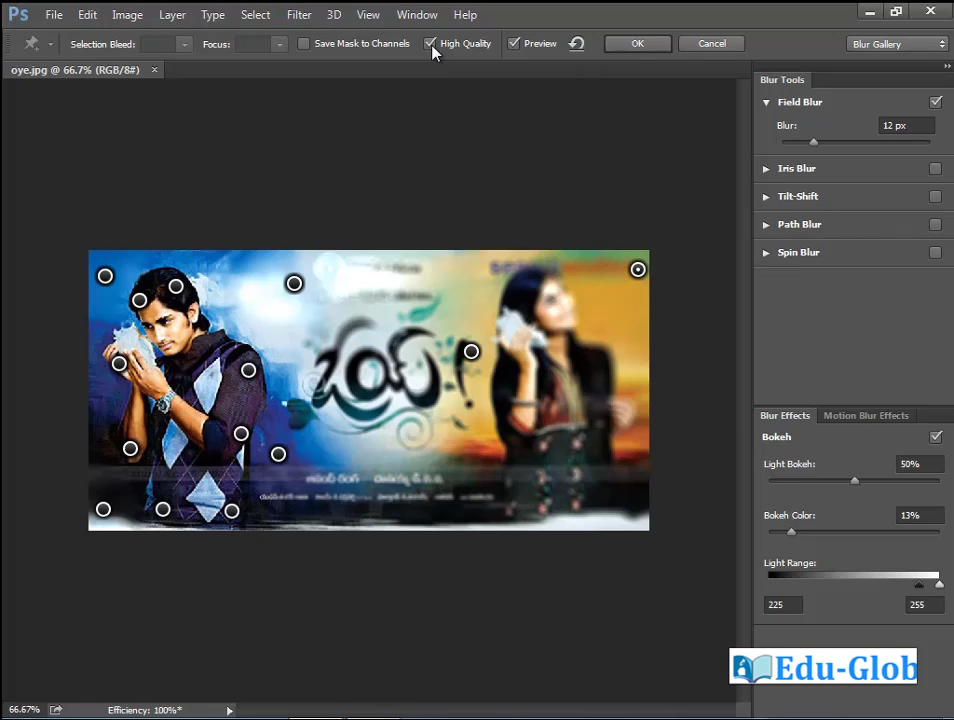 Ps File Edit Image Layer Type Select Filter 3D View Window Help
Selection Bleed: Focus: Save Mask to Channels High Quality Preview OK Cancel Blur Gallery
oye.jpg @ 66.7% (RGB/8#) ×
Blur Tools
Field Blur
Blur: 12 px
Iris Blur
Tilt-Shift
Path Blur
Spin Blur
ఓయ్!
Blur Effects Motion Blur Effects
Bokeh
Light Bokeh: 50%
Bokeh Color: 13%
Light Range:
225 255
Edu-Glob
66.67% Efficiency: 100%*